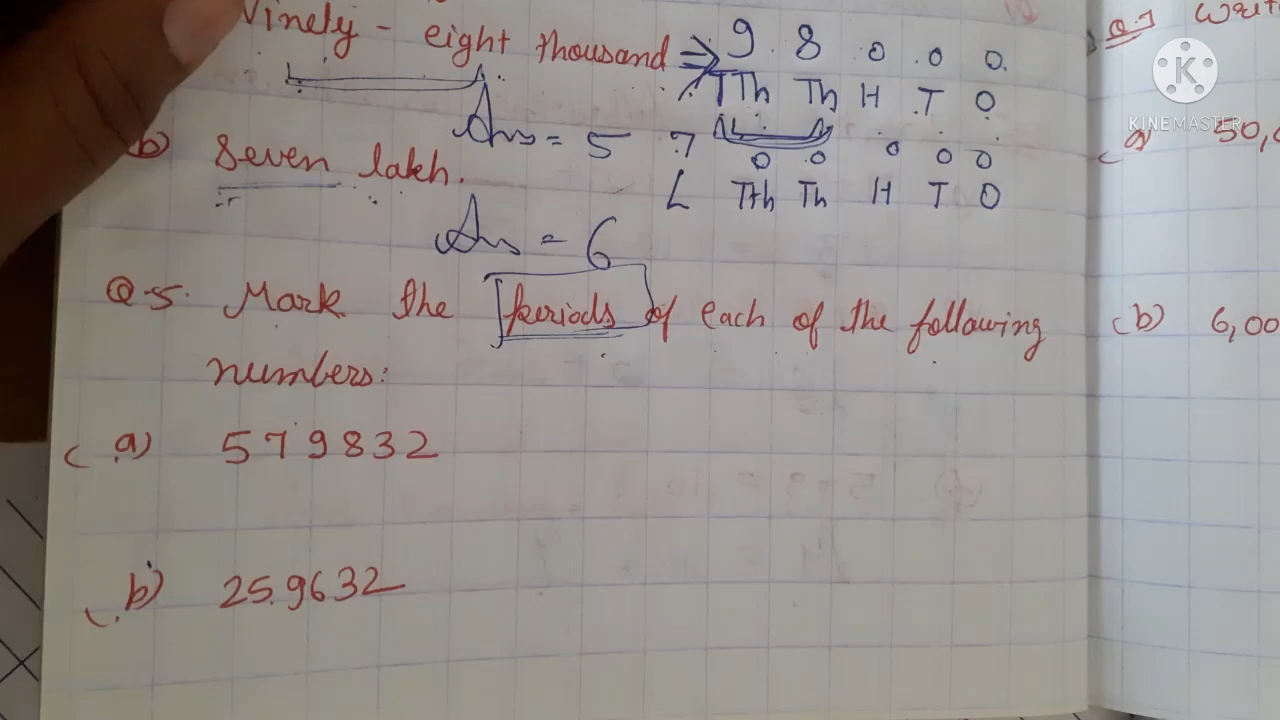 Ninety - eight thousand ⇒ 9 8 0 0 0
TTh Th H T O
Ans = 5
b) Seven lakh. 7 0 0 0 0 0
L TTh Th H T O
Ans = 6
Q.5. Mark the periods of each of the following
numbers:
(a) 579832
(b) 259632
Q.7
(a) 50,
(b) 6,00
KINEMASTER